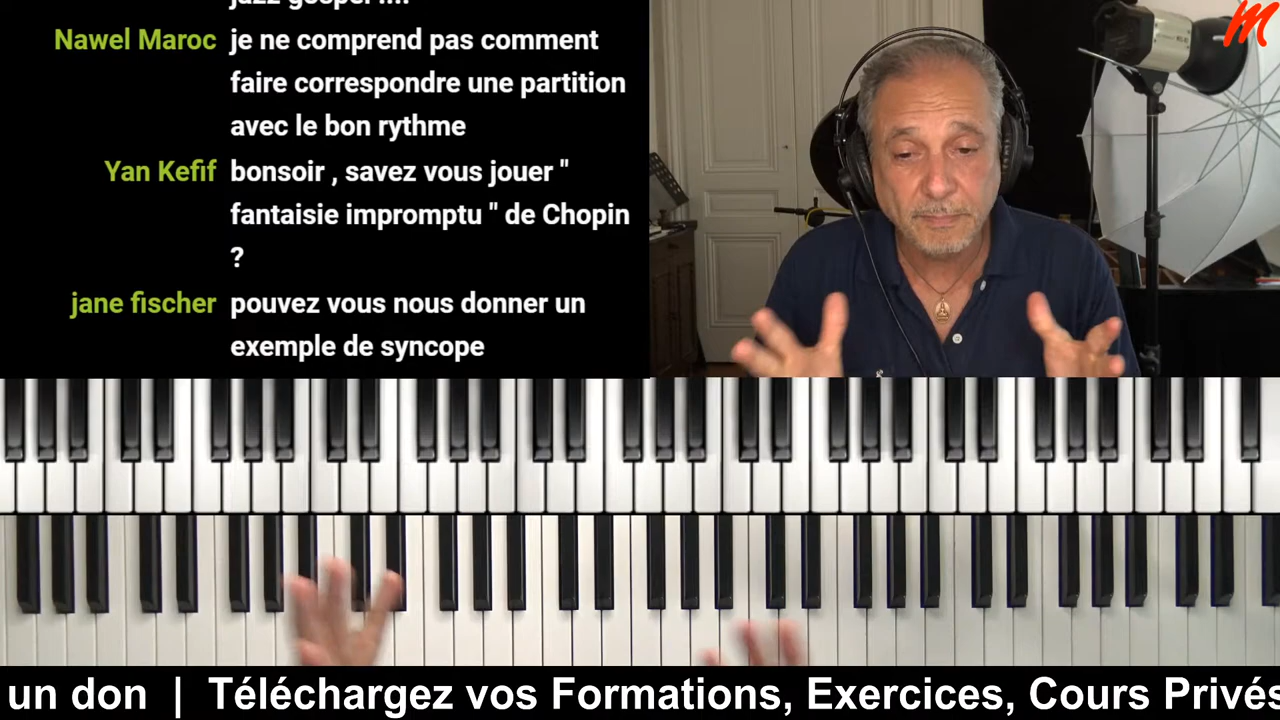 jazz gospel ....
Nawel Maroc je ne comprend pas comment
faire correspondre une partition
avec le bon rythme
Yan Kefif bonsoir , savez vous jouer "
fantaisie impromptu " de Chopin
?
jane fischer pouvez vous nous donner un
exemple de syncope
M
un don | Téléchargez vos Formations, Exercices, Cours Privés